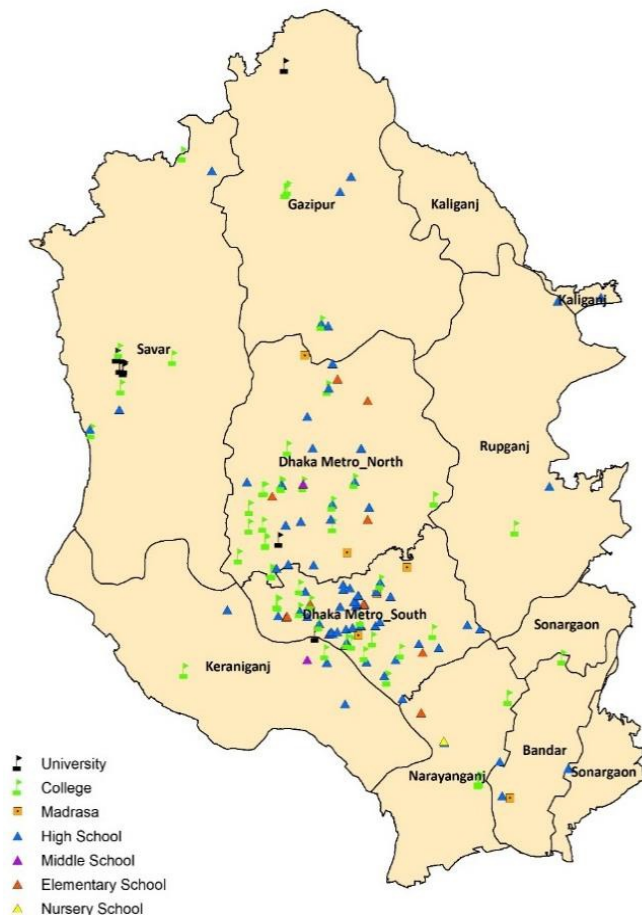 Kaliganj
Gazipur
Kaliganj
Savar
Rupganj
Dhaka Metro_North
Dhaka Metro_South
Sonargaon
Keraniganj
Bandar
Narayanganj
Sonargaon
University
College
Madrasa
High School
Middle School
Elementary School
Nursery School